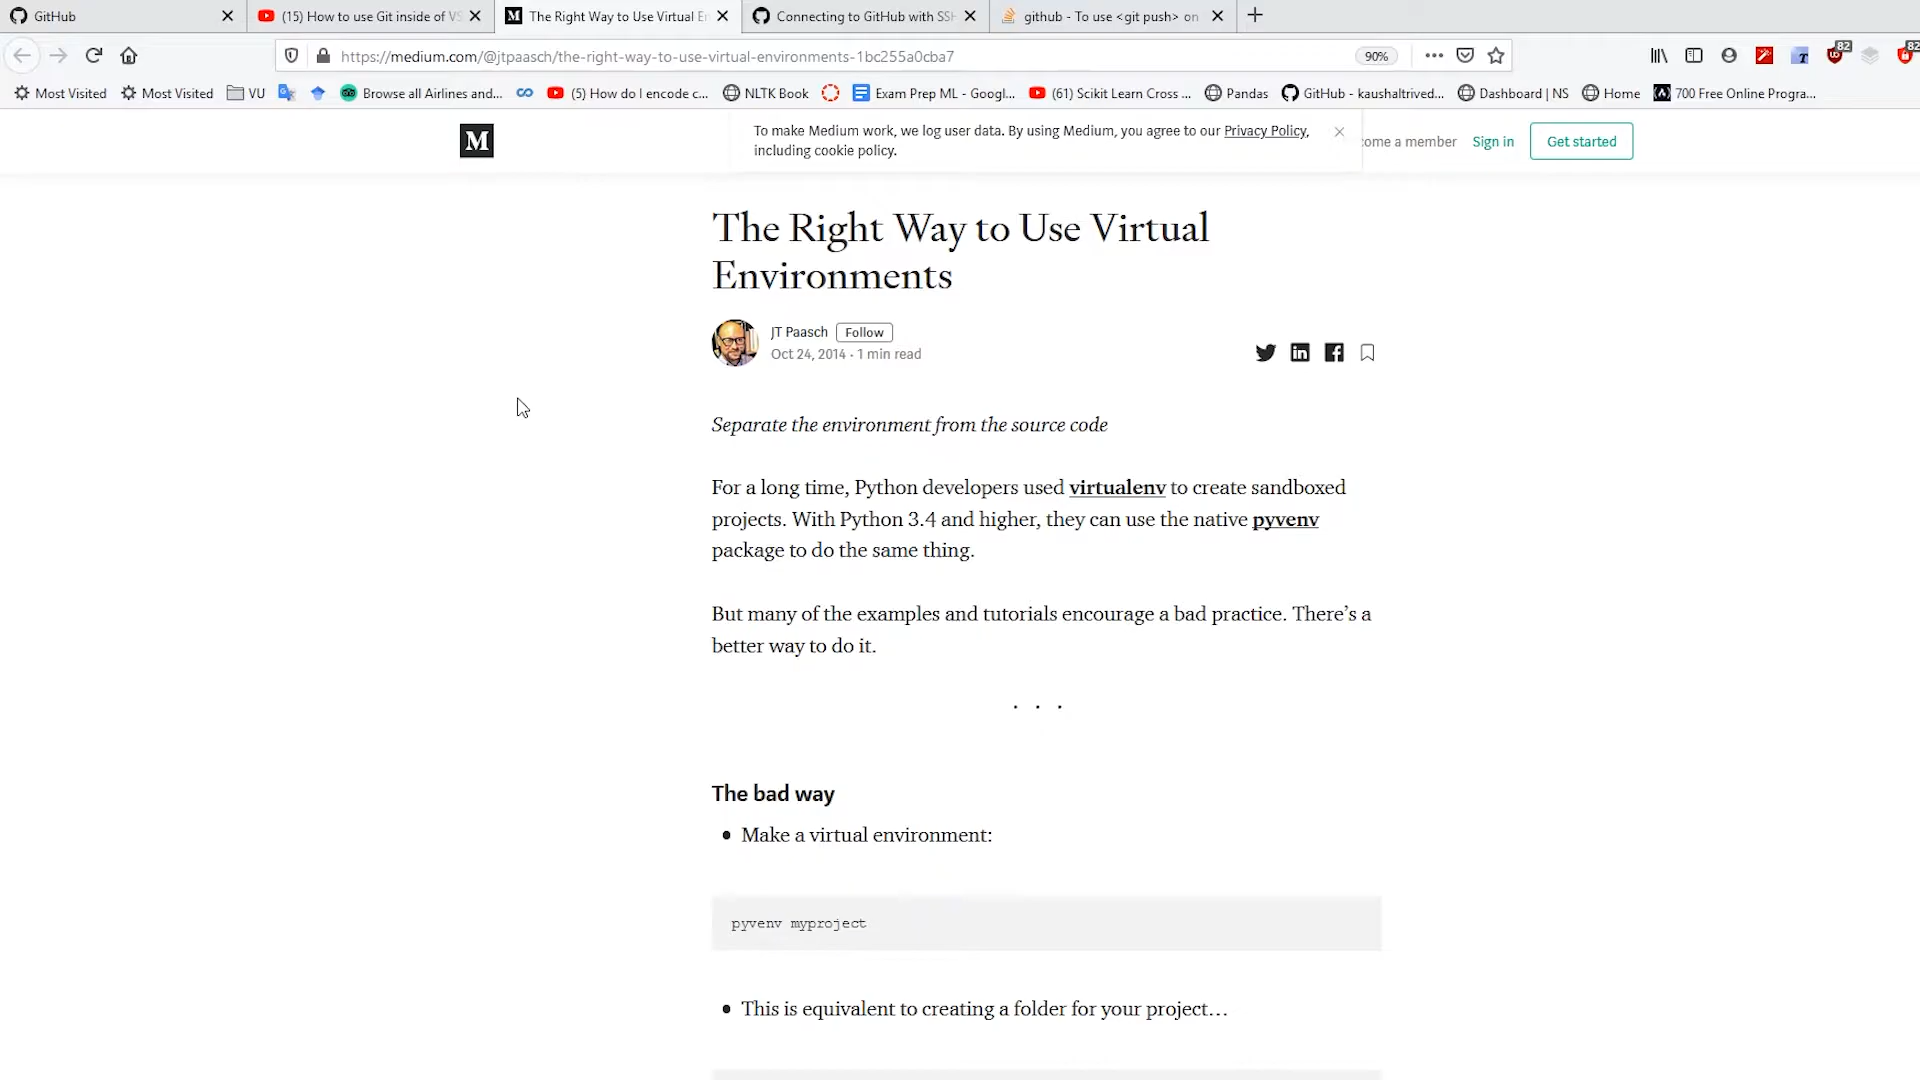 GitHub
(15) How to use Git inside of VS
The Right Way to Use Virtual En
Connecting to GitHub with SSH
github - To use <git push> on
https://medium.com/@jtpaasch/the-right-way-to-use-virtual-environments-1bc255a0cba7
90%
82
82
Most Visited
Most Visited
VU
Browse all Airlines and...
(5) How do I encode c...
NLTK Book
Exam Prep ML - Googl...
(61) Scikit Learn Cross ...
Pandas
GitHub - kaushaltrived...
Dashboard | NS
Home
700 Free Online Progra...
M
To make Medium work, we log user data. By using Medium, you agree to our Privacy Policy,
including cookie policy.
come a member
Sign in
Get started
The Right Way to Use Virtual
Environments
JT Paasch
Follow
Oct 24, 2014 · 1 min read
Separate the environment from the source code
For a long time, Python developers used virtualenv to create sandboxed
projects. With Python 3.4 and higher, they can use the native pyvenv
package to do the same thing.
But many of the examples and tutorials encourage a bad practice. There’s a
better way to do it.
. . .
The bad way
• Make a virtual environment:
pyvenv myproject
• This is equivalent to creating a folder for your project…